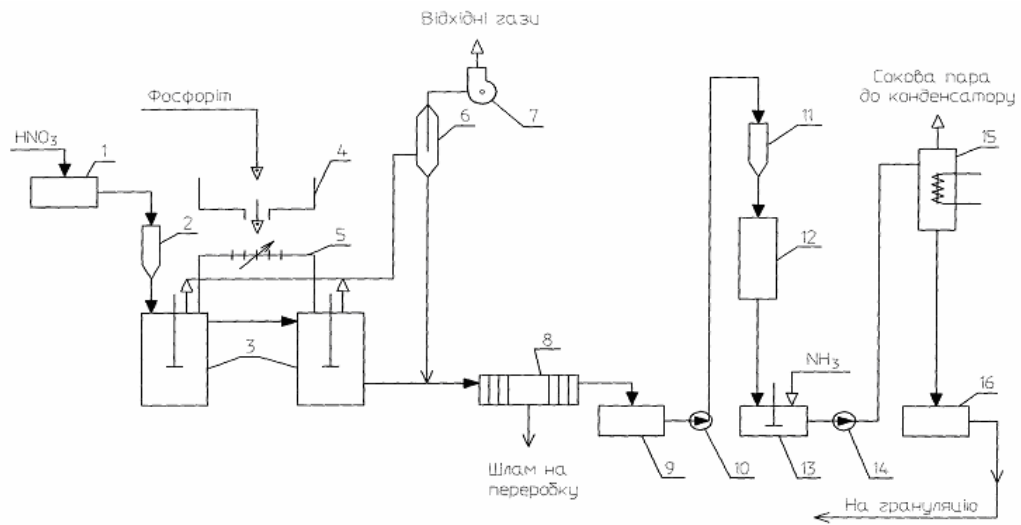 Відхідні гази
Фосфоріт
HNO3
1
2
3
4
5
6
7
8
Шлам на
переробку
9
10
11
12
NH3
13
14
Сокова пара
до конденсатору
15
16
На грануляцію